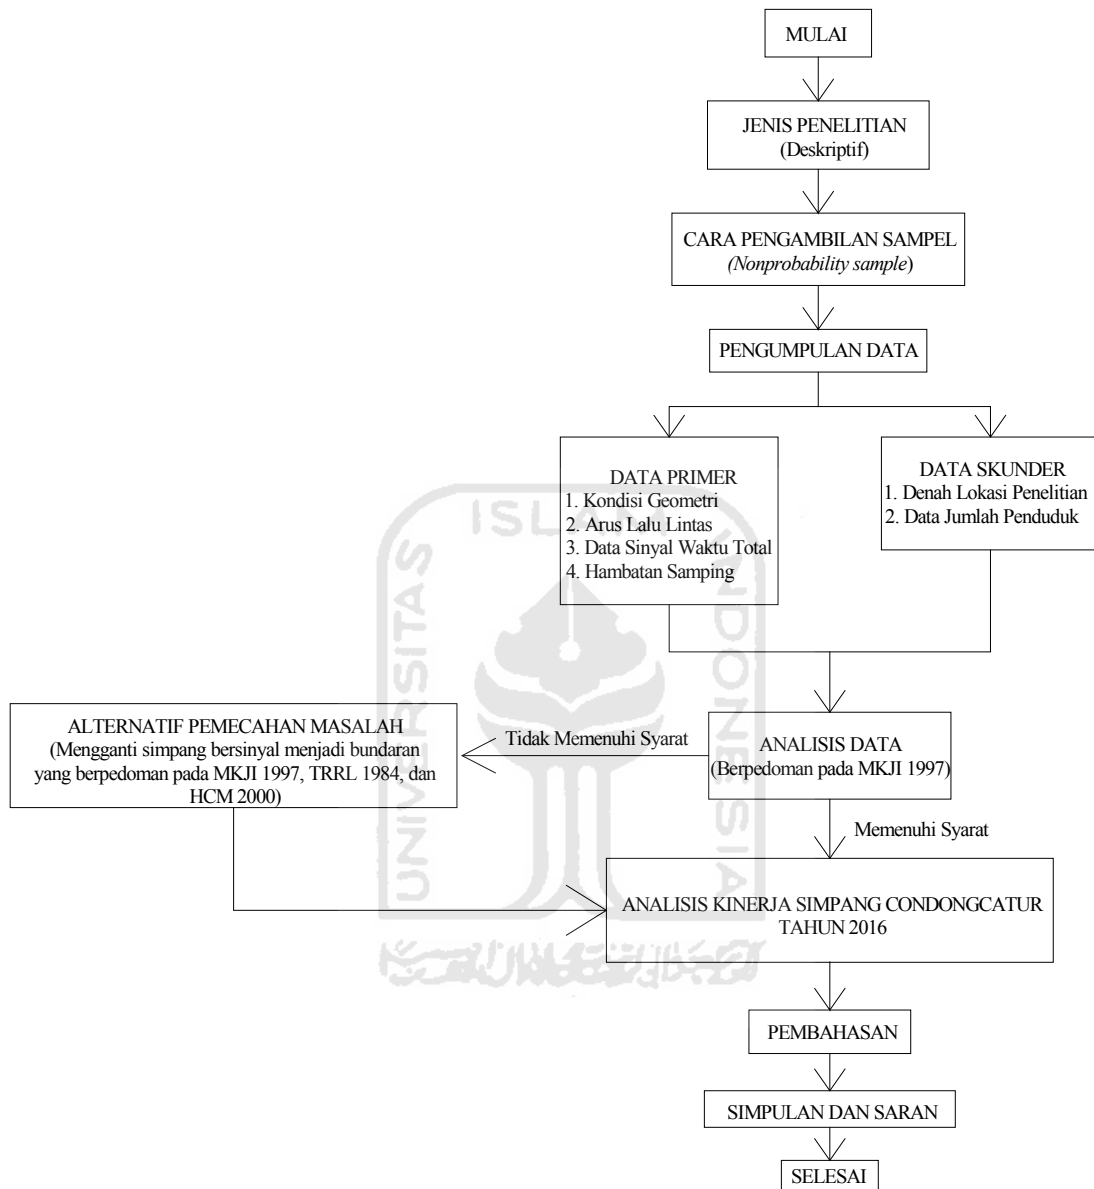 MULAI
JENIS PENELITIAN
(Deskriptif)
CARA PENGAMBILAN SAMPEL
(Nonprobability sample)
PENGUMPULAN DATA
DATA PRIMER
1. Kondisi Geometri
2. Arus Lalu Lintas
3. Data Sinyal Waktu Total
4. Hambatan Samping
DATA SKUNDER
1. Denah Lokasi Penelitian
2. Data Jumlah Penduduk
ALTERNATIF PEMECAHAN MASALAH
(Mengganti simpang bersinyal menjadi bundaran
yang berpedoman pada MKJI 1997, TRRL 1984, dan
HCM 2000)
Tidak Memenuhi Syarat
ANALISIS DATA
(Berpedoman pada MKJI 1997)
Memenuhi Syarat
ANALISIS KINERJA SIMPANG CONDONGCATUR
TAHUN 2016
PEMBAHASAN
SIMPULAN DAN SARAN
SELESAI
UNIVERSITAS
ISLAM
INDONESIA